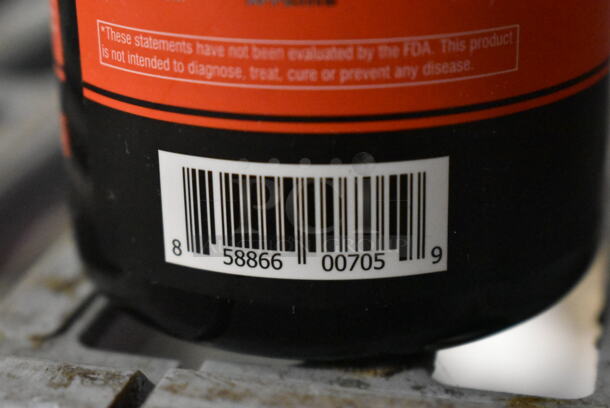 *These statements have not been evaluated by the FDA. This product
is not intended to diagnose, treat, cure or prevent any disease.
8 58866 00705 9